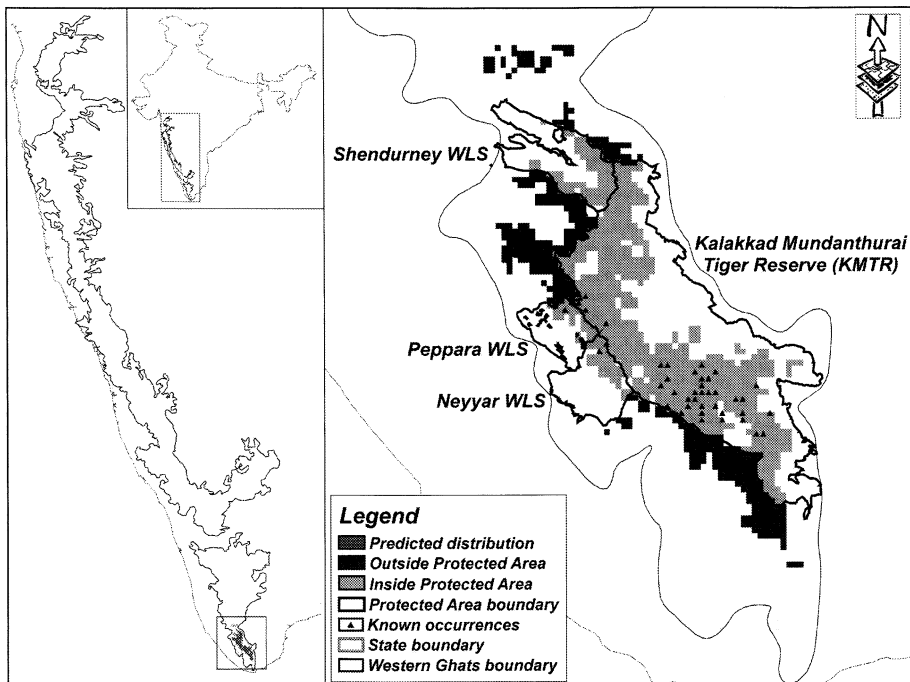 N
Shendurney WLS
Kalakkad Mundanthurai
Tiger Reserve (KMTR)
Peppara WLS
Neyyar WLS
Legend
Predicted distribution
Outside Protected Area
Inside Protected Area
Protected Area boundary
Known occurrences
State boundary
Western Ghats boundary